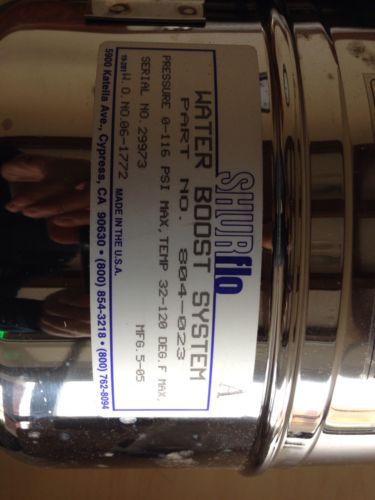 SHURflo
WATER BOOST SYSTEM
PART NO. 804-023
PRESSURE 0-116 PSI MAX, TEMP 32-120 DEG.F MAX.
SERIAL NO. 29973 MFG. 5-05
W.O. NO. 06-1772 MADE IN THE U.S.A.
5900 Katella Ave., Cypress, CA 90630 • (800) 854-3218 • (800) 762-8094
A